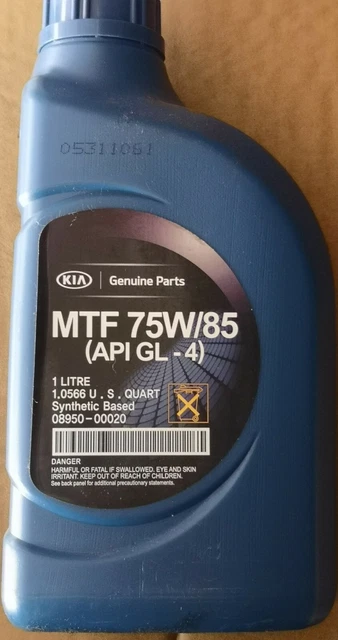 05311061
KIA Genuine Parts
MTF 75W/85
(API GL - 4)
1 LITRE
1.0566 U . S . QUART
Synthetic Based
08950-00020
DANGER
HARMFUL OR FATAL IF SWALLOWED. EYE AND SKIN
IRRITANT. KEEP OUT OF REACH OF CHILDREN.
See back panel for additional precautionary statements.